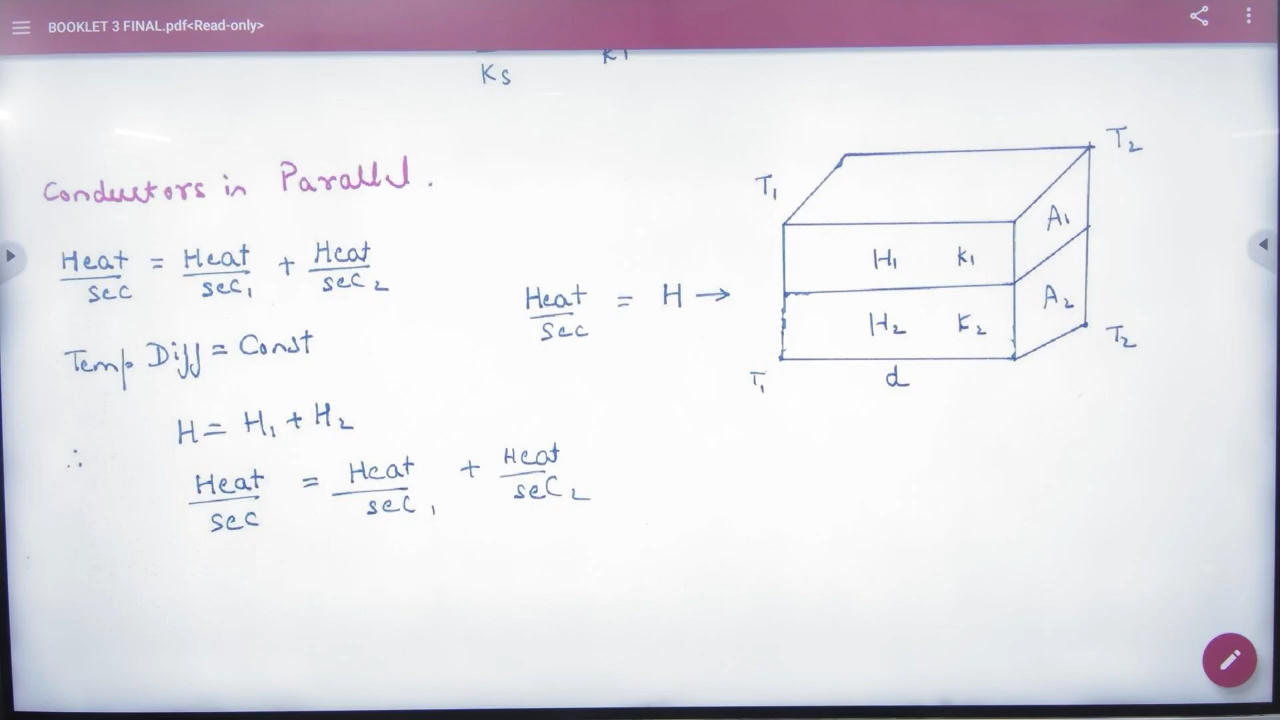 BOOKLET 3 FINAL.pdf<Read-only>
Ks
K1
Conductors in Parallel.
Heat/sec = Heat/sec1 + Heat/sec2
Temp Diff = Const
∴ H = H1 + H2
Heat/sec = Heat/sec1 + Heat/sec2
Heat/sec = H →
T1
T2
A1
H1 K1
A2
H2 K2
T2
T1
d